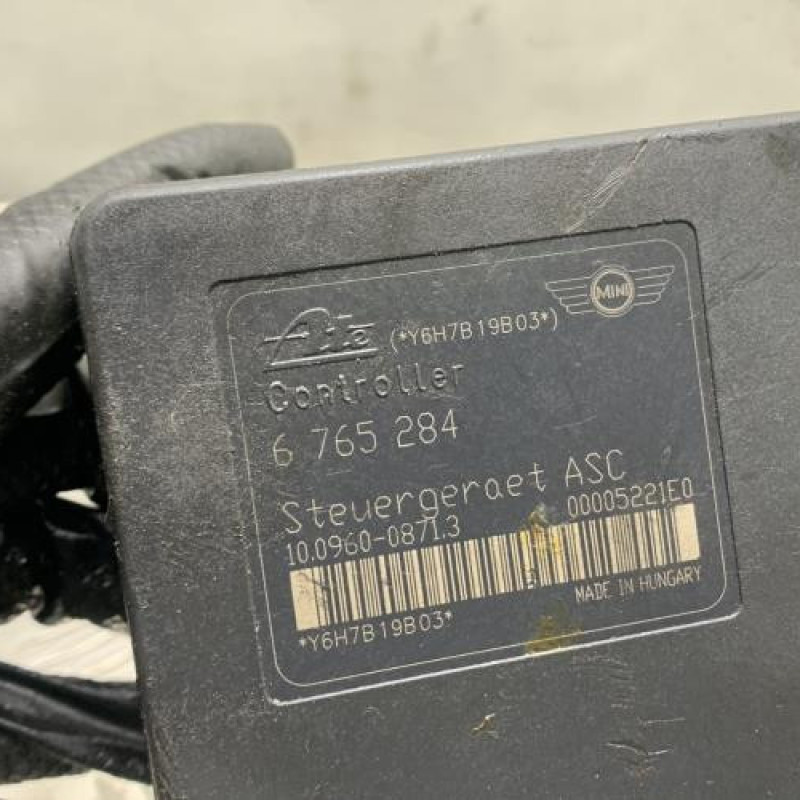 MINI
Ate (*Y6H7B19B03*)
Controller
6 765 284
Steuergeraet ASC
10.0960-0871.3 00005221E0
MADE IN HUNGARY
*Y6H7B19B03*